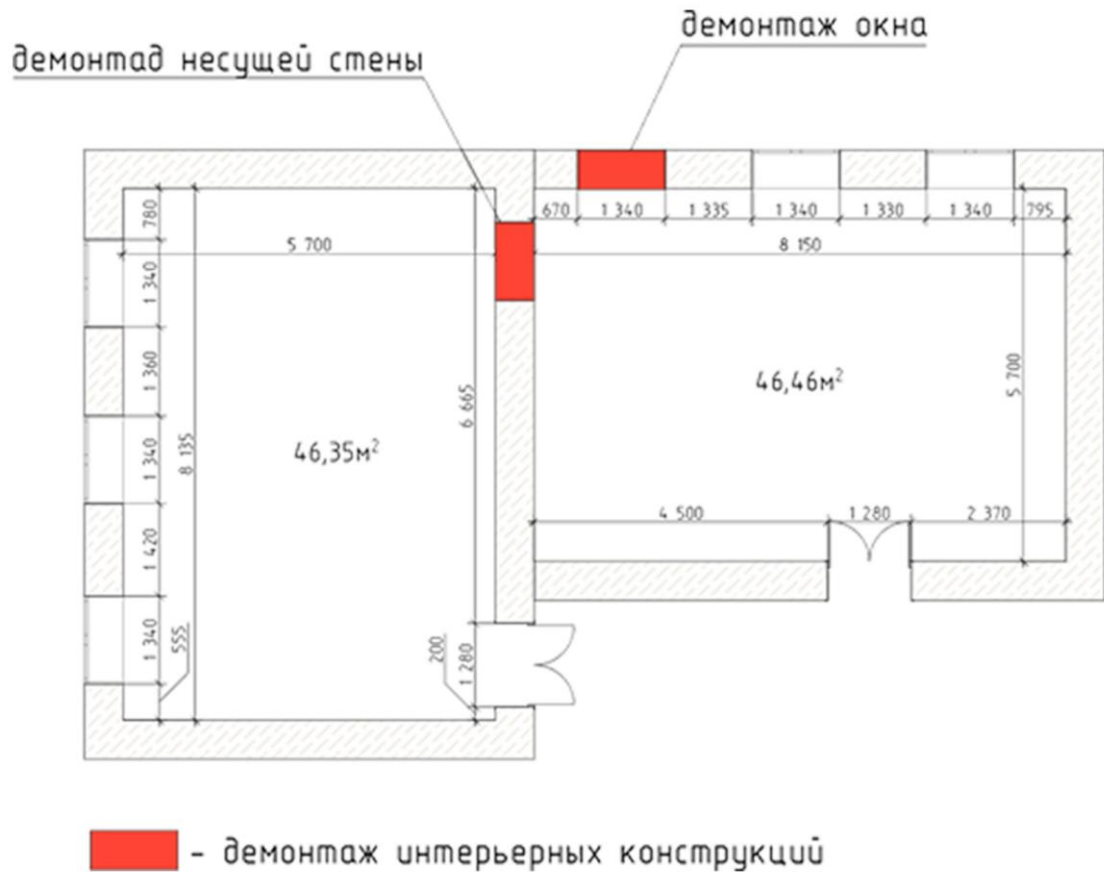 демонтаж окна
демонтад несущей стены
670 1 340 1 335 1 340 1 330 1 340 795
5 700 8 150
780
1 340
1 360
1 340
1 420
1 340
555
8 135
6 665
200
1 280
5 700
46,46м²
46,35м²
4 500 1 280 2 370
- демонтаж интерьерных конструкций